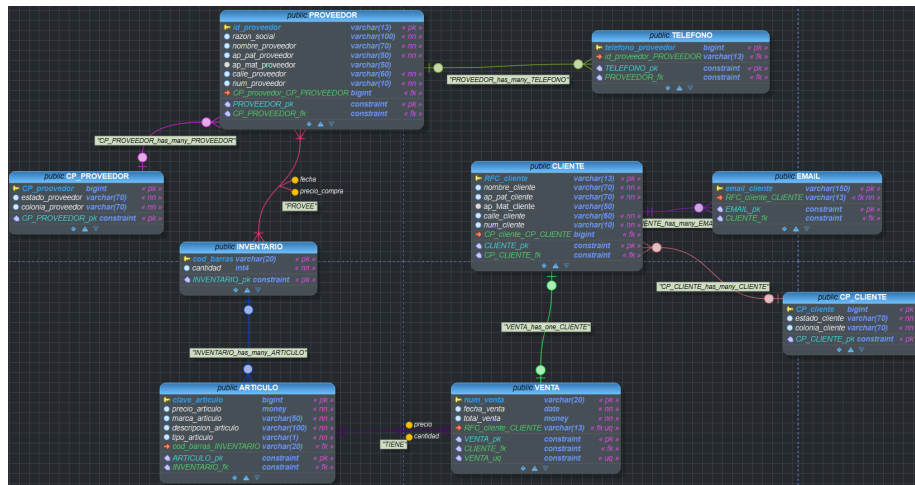 public.PROVEEDOR
id_proveedor varchar(13) « pk »
razon_social varchar(100) « nn »
nombre_proveedor varchar(70) « nn »
ap_pat_proveedor varchar(50) « nn »
ap_mat_proveedor varchar(50)
calle_proveedor varchar(60) « nn »
num_proveedor varchar(10) « nn »
CP_proovedor_CP_PROVEEDOR bigint « fk »
PROVEEDOR_pk constraint « pk »
CP_PROVEEDOR_fk constraint « fk »
public.TELEFONO
telefono_proveedor bigint « pk »
id_proveedor_PROVEEDOR varchar(13) « fk »
TELEFONO_pk constraint « pk »
PROVEEDOR_fk constraint « fk »
"PROVEEDOR_has_many_TELEFONO"
"CP_PROVEEDOR_has_many_PROVEEDOR"
public.CP_PROVEEDOR
CP_proovedor bigint « pk »
estado_proveedor varchar(70) « nn »
colonia_proveedor varchar(70) « nn »
CP_PROVEEDOR_pk constraint « pk »
fecha
precio_compra
"PROVEE"
public.CLIENTE
RFC_cliente varchar(13) « pk »
nombre_cliente varchar(70) « nn »
ap_pat_cliente varchar(70) « nn »
ap_Mat_cliente varchar(50)
calle_cliente varchar(60) « nn »
num_cliente varchar(10) « nn »
CP_cliente_CP_CLIENTE bigint « fk »
CLIENTE_pk constraint « pk »
CP_CLIENTE_fk constraint « fk »
public.EMAIL
email_cliente varchar(150) « pk »
RFC_cliente_CLIENTE varchar(13) « fk nn »
EMAIL_pk constraint « pk »
CLIENTE_fk constraint « fk »
ENTE_has_many_EMA
public.INVENTARIO
cod_barras varchar(20) « pk »
cantidad int4 « nn »
INVENTARIO_pk constraint « pk »
"CP_CLIENTE_has_many_CLIENTE"
public.CP_CLIENTE
CP_cliente bigint « pk »
estado_cliente varchar(70) « nn »
colonia_cliente varchar(70) « nn »
CP_CLIENTE_pk constraint « pk »
"VENTA_has_one_CLIENTE"
"INVENTARIO_has_many_ARTICULO"
public.ARTICULO
clave_articulo bigint « pk »
precio_articulo money « nn »
marca_articulo varchar(50) « nn »
descripcion_articulo varchar(100) « nn »
tipo_articulo varchar(1) « nn »
cod_barras_INVENTARIO varchar(20) « fk »
ARTICULO_pk constraint « pk »
INVENTARIO_fk constraint « fk »
precio
cantidad
"TIENE"
public.VENTA
num_venta varchar(20) « pk »
fecha_venta date « nn »
total_venta money « nn »
RFC_cliente_CLIENTE varchar(13) « fk uq »
VENTA_pk constraint « pk »
CLIENTE_fk constraint « fk »
VENTA_uq constraint « uq »